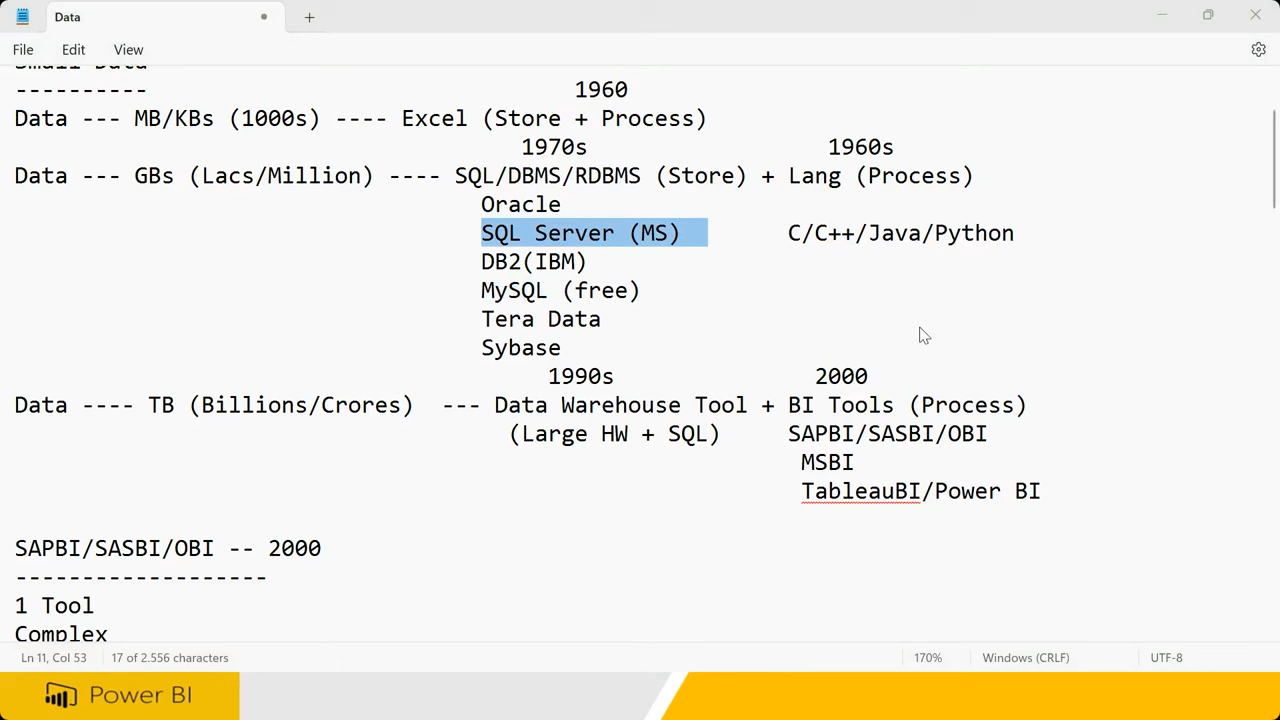 Data
File Edit View
Small Data
----------
1960
Data --- MB/KBs (1000s) ---- Excel (Store + Process)
1970s 1960s
Data --- GBs (Lacs/Million) ---- SQL/DBMS/RDBMS (Store) + Lang (Process)
Oracle
SQL Server (MS) C/C++/Java/Python
DB2(IBM)
MySQL (free)
Tera Data
Sybase
1990s 2000
Data ---- TB (Billions/Crores) --- Data Warehouse Tool + BI Tools (Process)
(Large HW + SQL) SAPBI/SASBI/OBI
MSBI
TableauBI/Power BI
SAPBI/SASBI/OBI -- 2000
-------------------
1 Tool
Complex
Ln 11, Col 53 17 of 2.556 characters 170% Windows (CRLF) UTF-8
Power BI